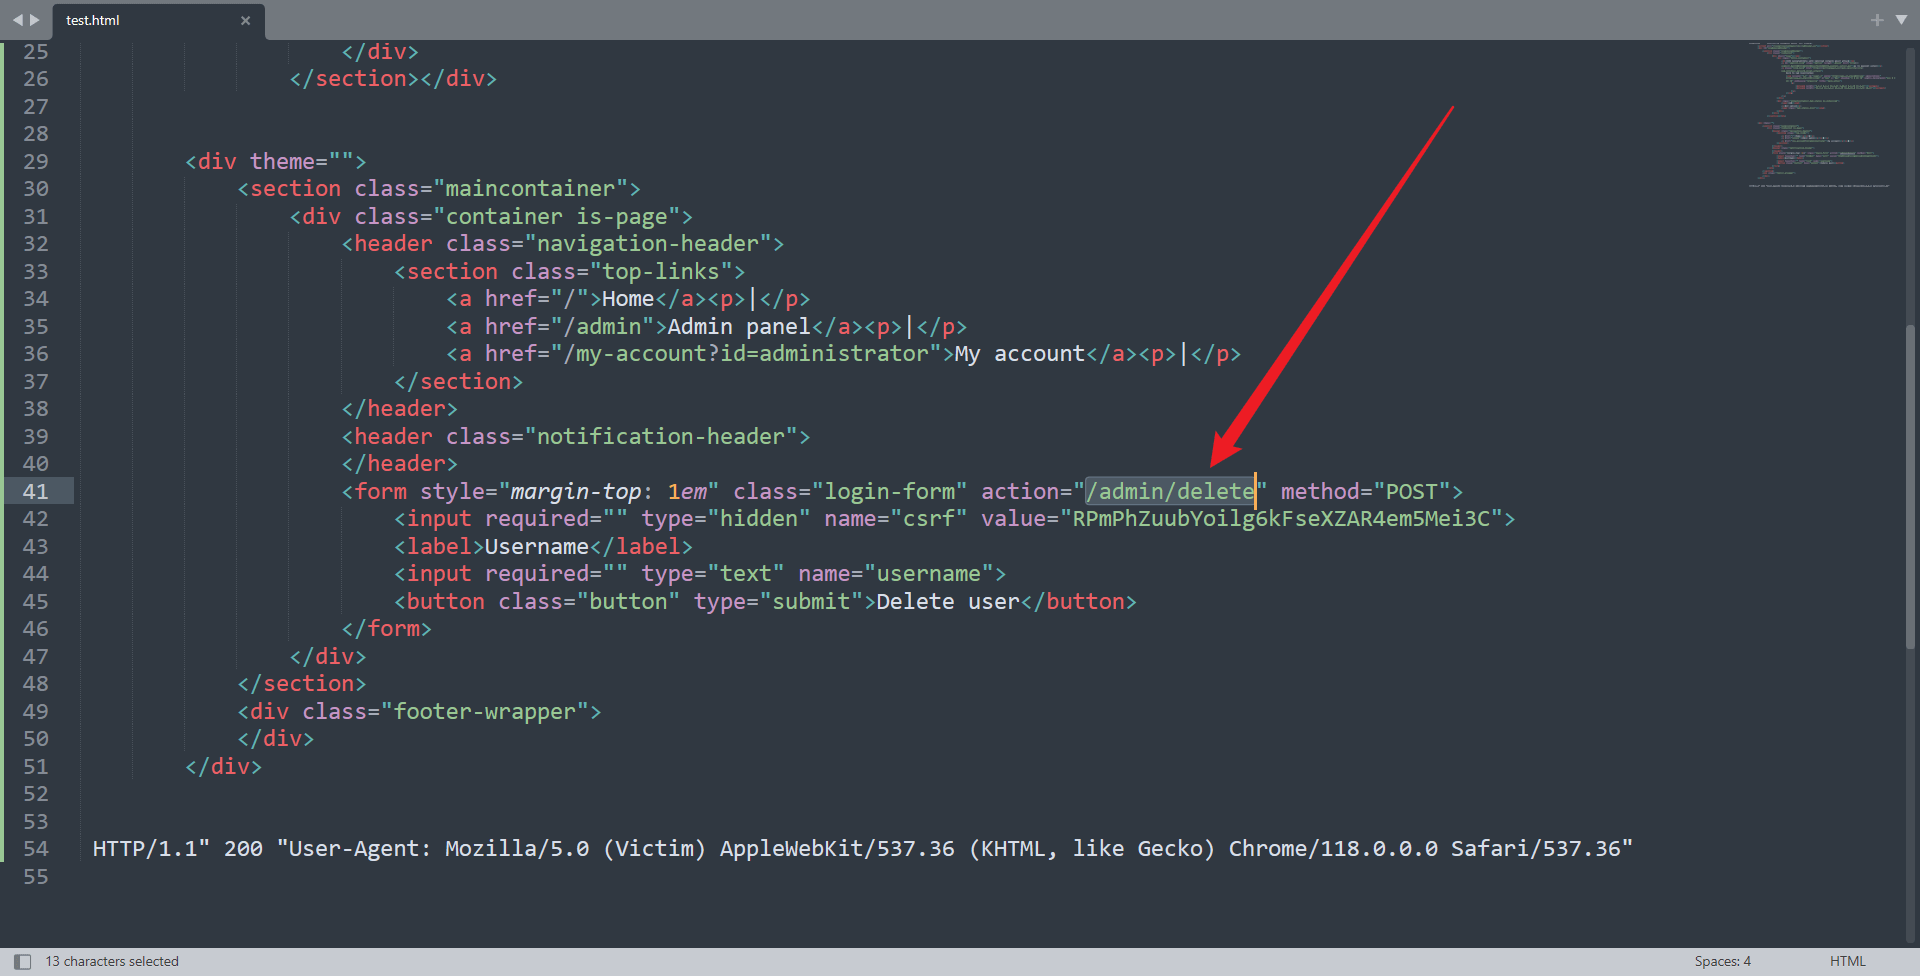 test.html
25 </div>
26 </section></div>
27
28
29 <div theme="">
30 <section class="maincontainer">
31 <div class="container is-page">
32 <header class="navigation-header">
33 <section class="top-links">
34 <a href="/">Home</a><p>|</p>
35 <a href="/admin">Admin panel</a><p>|</p>
36 <a href="/my-account?id=administrator">My account</a><p>|</p>
37 </section>
38 </header>
39 <header class="notification-header">
40 </header>
41 <form style="margin-top: 1em" class="login-form" action="/admin/delete" method="POST">
42 <input required="" type="hidden" name="csrf" value="RPmPhZuubYoilg6kFseXZAR4em5Mei3C">
43 <label>Username</label>
44 <input required="" type="text" name="username">
45 <button class="button" type="submit">Delete user</button>
46 </form>
47 </div>
48 </section>
49 <div class="footer-wrapper">
50 </div>
51 </div>
52
53
54 HTTP/1.1" 200 "User-Agent: Mozilla/5.0 (Victim) AppleWebKit/537.36 (KHTML, like Gecko) Chrome/118.0.0.0 Safari/537.36"
55
13 characters selected
Spaces: 4
HTML